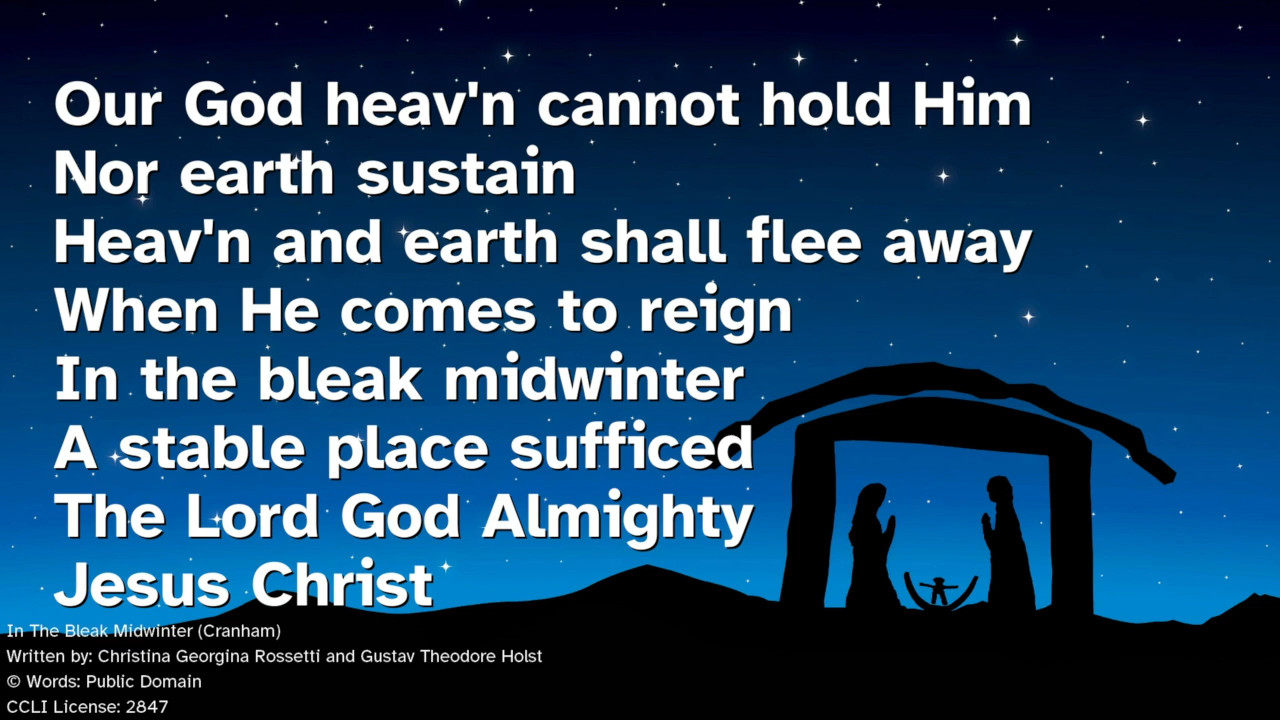 Our God heav'n cannot hold Him
Nor earth sustain
Heav'n and earth shall flee away
When He comes to reign
In the bleak midwinter
A stable place sufficed
The Lord God Almighty
Jesus Christ
In The Bleak Midwinter (Cranham)
Written by: Christina Georgina Rossetti and Gustav Theodore Holst
© Words: Public Domain
CCLI License: 2847